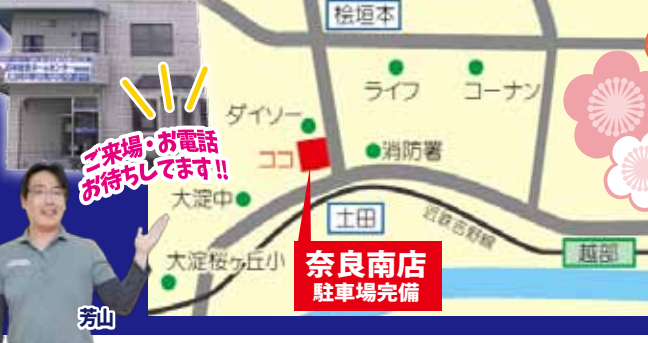 桧垣本
ライフ
コーナン
ダイソー
ご来場・お電話
お待ちしてます!!
ココ
消防署
大淀中
土田
近鉄吉野線
越部
大淀桜ヶ丘小
奈良南店
駐車場完備
芳山